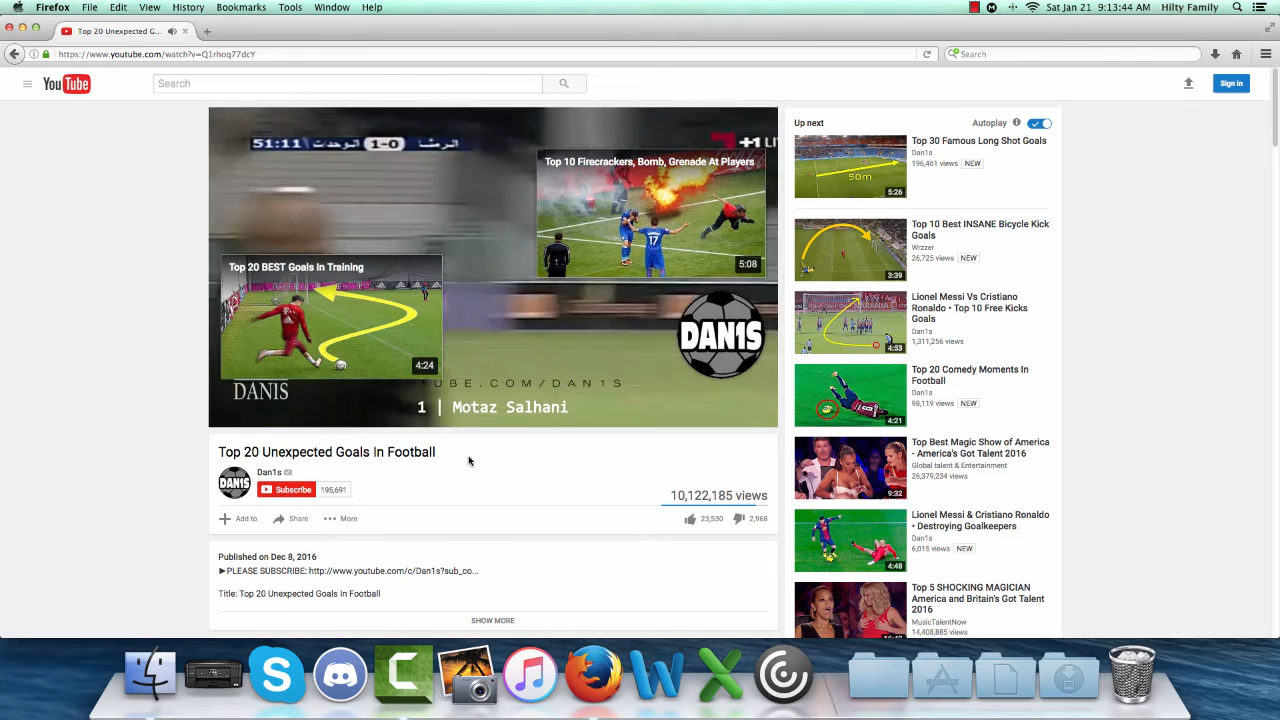 Firefox File Edit View History Bookmarks Tools Window Help
Sat Jan 21 9:13:44 AM Hilty Family
Top 20 Unexpected G...
https://www.youtube.com/watch?v=Q1rhoq77dcY
Search
YouTube
Search
Sign in
51:11 الوحدات 0-1 الرمثا
+1 LI
Top 10 Firecrackers, Bomb, Grenade At Players
17
5:08
Top 20 BEST Goals In Training
4:24
DAN1S
DANIS
TUBE.COM/DAN1S
1 | Motaz Salhani
Top 20 Unexpected Goals In Football
Dan1s
Subscribe 195,691
10,122,185 views
Add to Share More
23,530 2,968
Published on Dec 8, 2016
►PLEASE SUBSCRIBE: http://www.youtube.com/c/Dan1s?sub_co...
Title: Top 20 Unexpected Goals In Football
SHOW MORE
Up next Autoplay
Top 30 Famous Long Shot Goals
Dan1s
196,461 views NEW
50m
5:26
Top 10 Best INSANE Bicycle Kick
Goals
Wrzzer
26,725 views NEW
3:39
Lionel Messi Vs Cristiano
Ronaldo • Top 10 Free Kicks
Goals
Dan1s
1,311,256 views
4:53
Top 20 Comedy Moments In
Football
Dan1s
98,119 views NEW
4:21
Top Best Magic Show of America
- America's Got Talent 2016
Global talent & Entertainment
26,379,234 views
9:32
Lionel Messi & Cristiano Ronaldo
• Destroying Goalkeepers
Dan1s
6,015 views NEW
4:48
Top 5 SHOCKING MAGICIAN
America and Britain's Got Talent
2016
MusicTalentNow
14,408,885 views